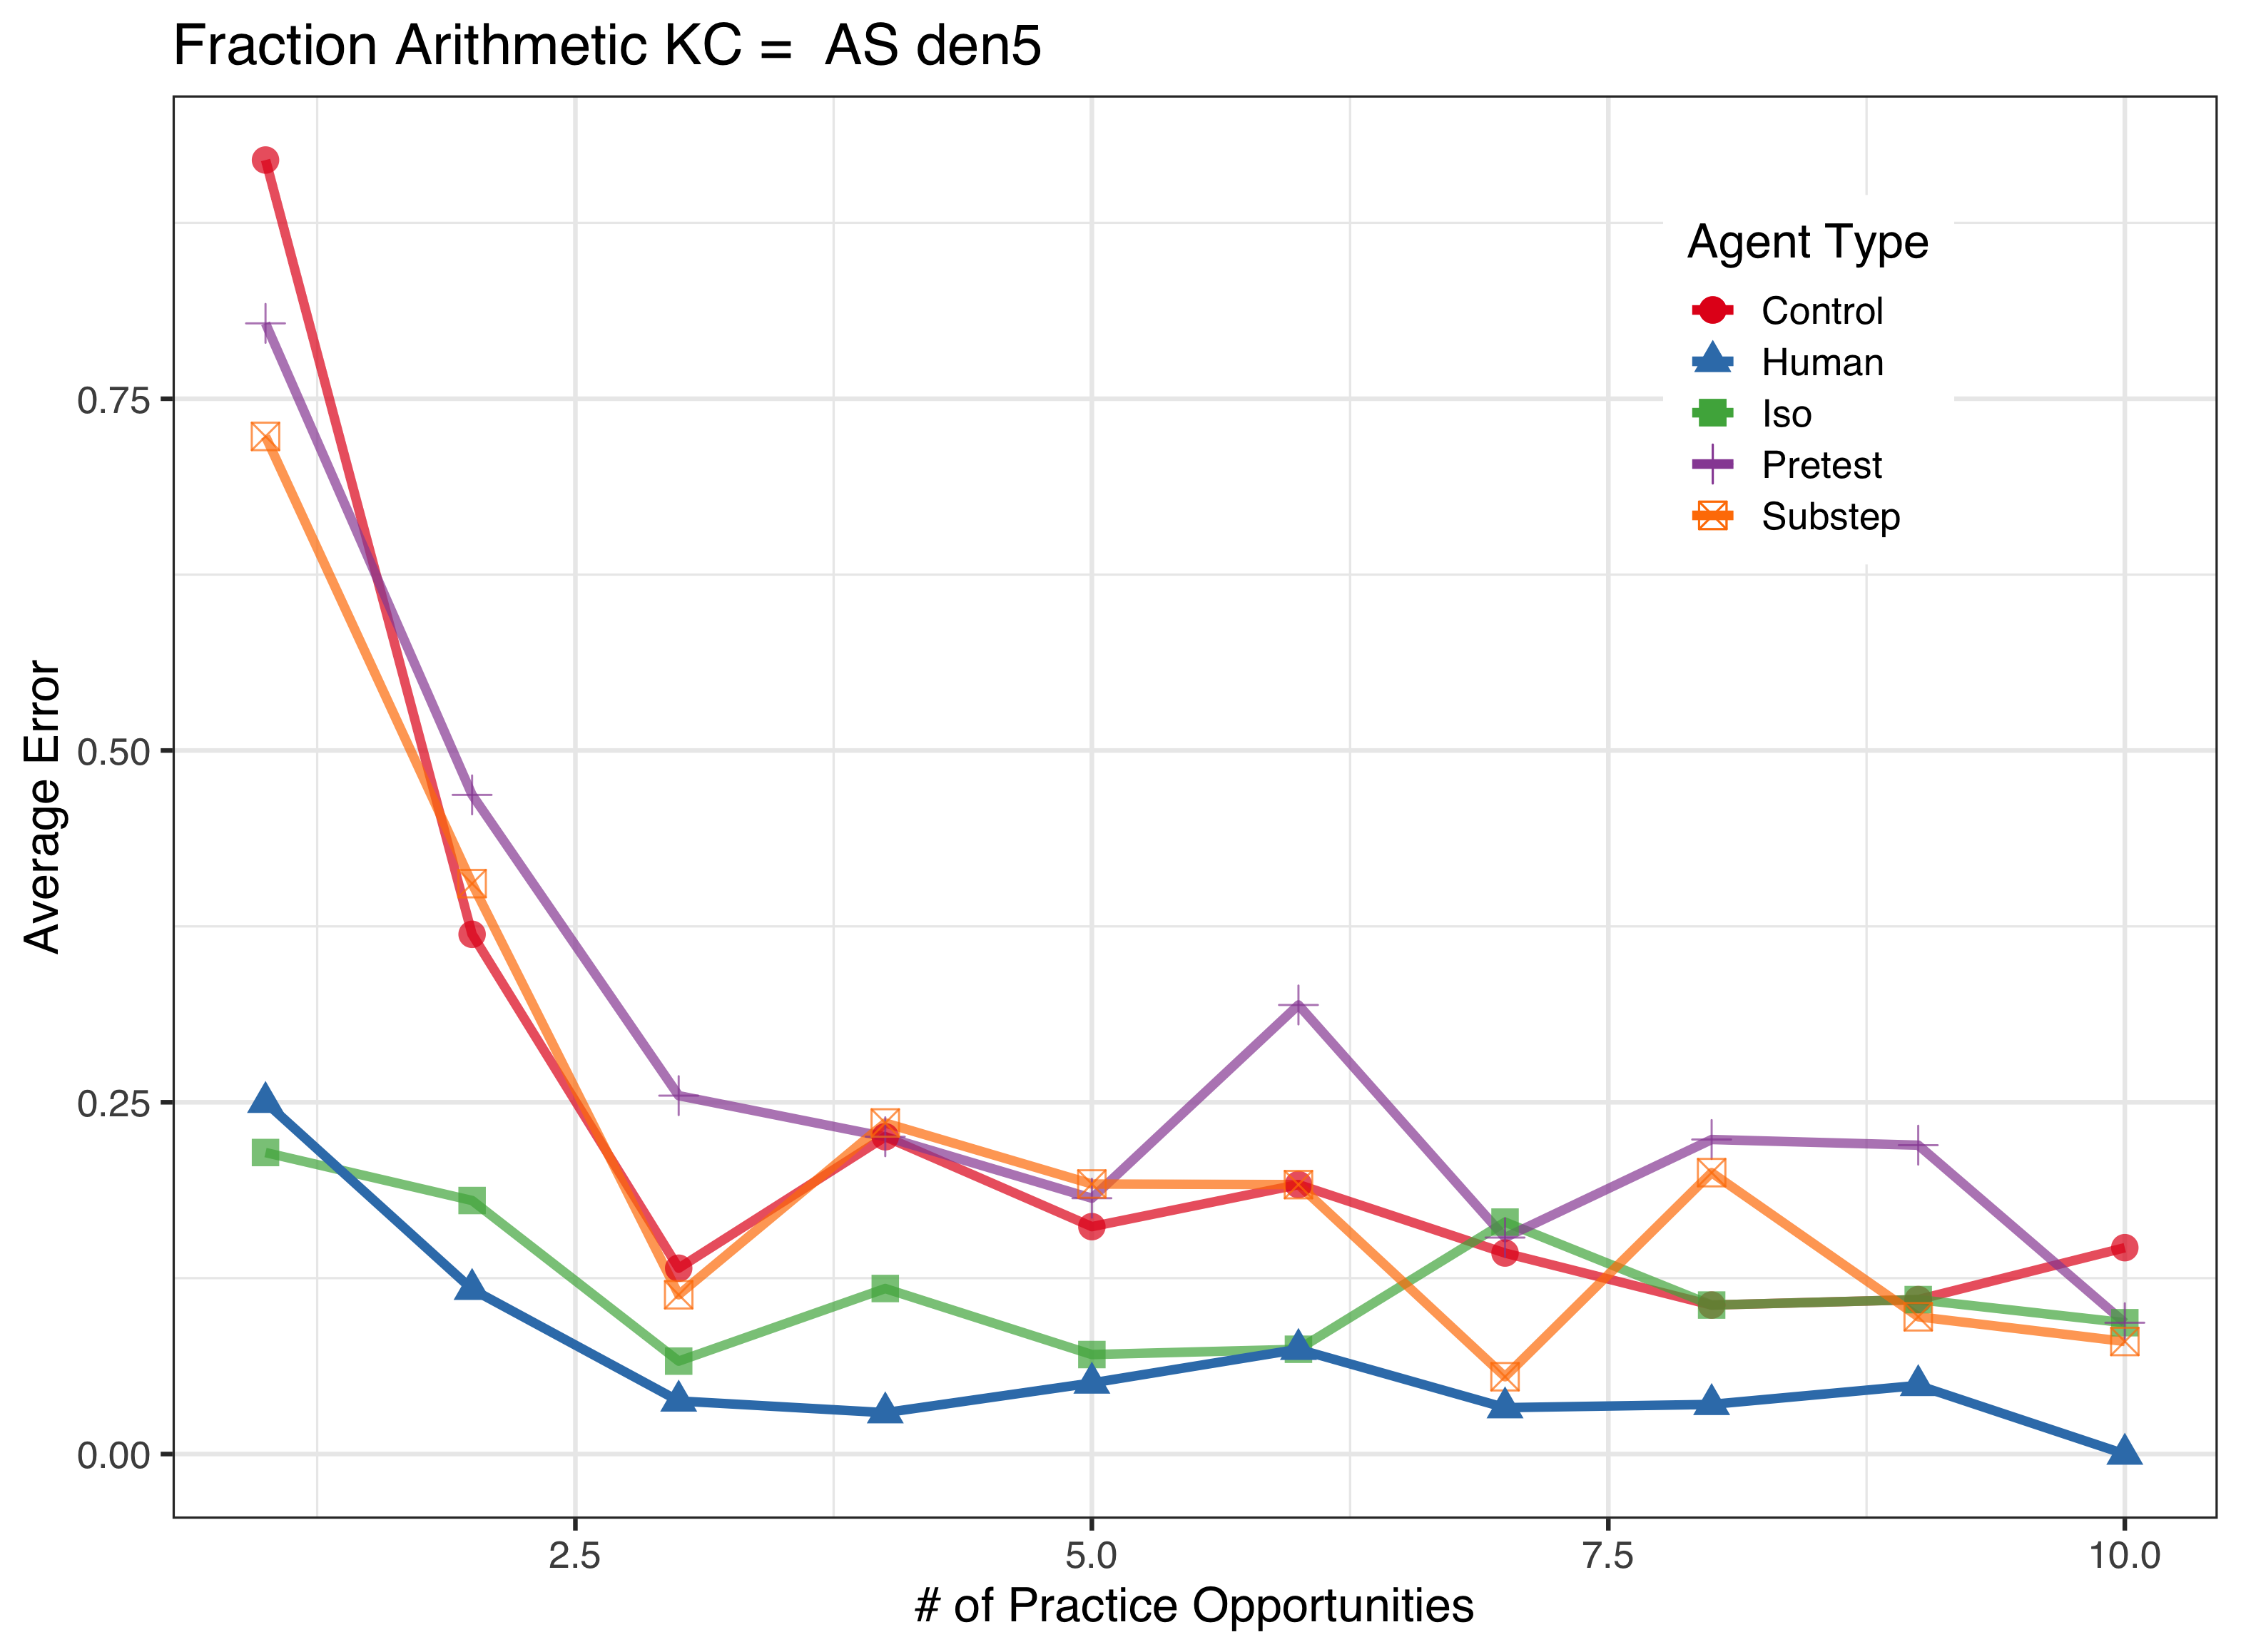 Fraction Arithmetic KC =  AS den5
Agent Type
Control
Human
Iso
Pretest
Substep
Average Error
0.75
0.50
0.25
0.00
2.5
5.0
7.5
10.0
# of Practice Opportunities